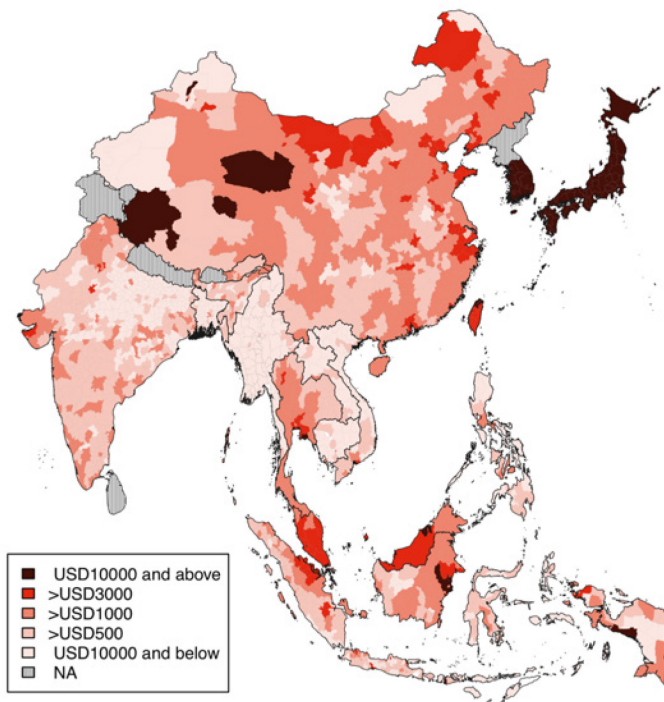 USD10000 and above
>USD3000
>USD1000
>USD500
USD10000 and below
NA